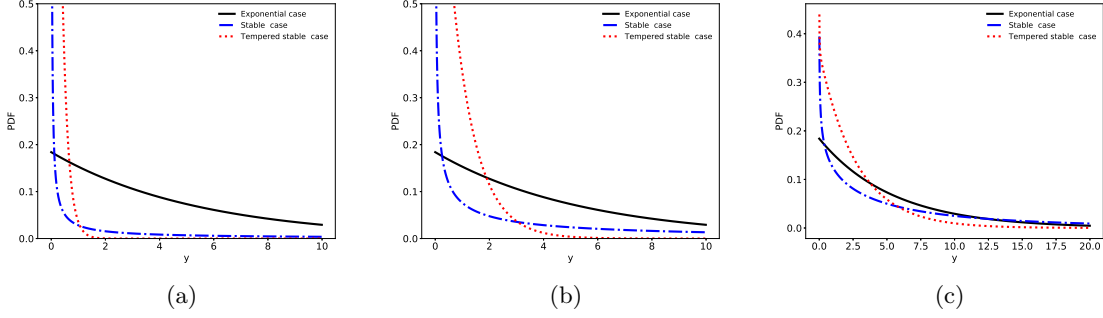 0.5
0.4
0.3
0.2
0.1
0.0
PDF
0 2 4 6 8 10
y
Exponential case
Stable case
Tempered stable case
(a)
0.5
0.4
0.3
0.2
0.1
0.0
PDF
0 2 4 6 8 10
y
Exponential case
Stable case
Tempered stable case
(b)
0.4
0.3
0.2
0.1
0.0
PDF
0.0 2.5 5.0 7.5 10.0 12.5 15.0 17.5 20.0
y
Exponential case
Stable case
Tempered stable case
(c)